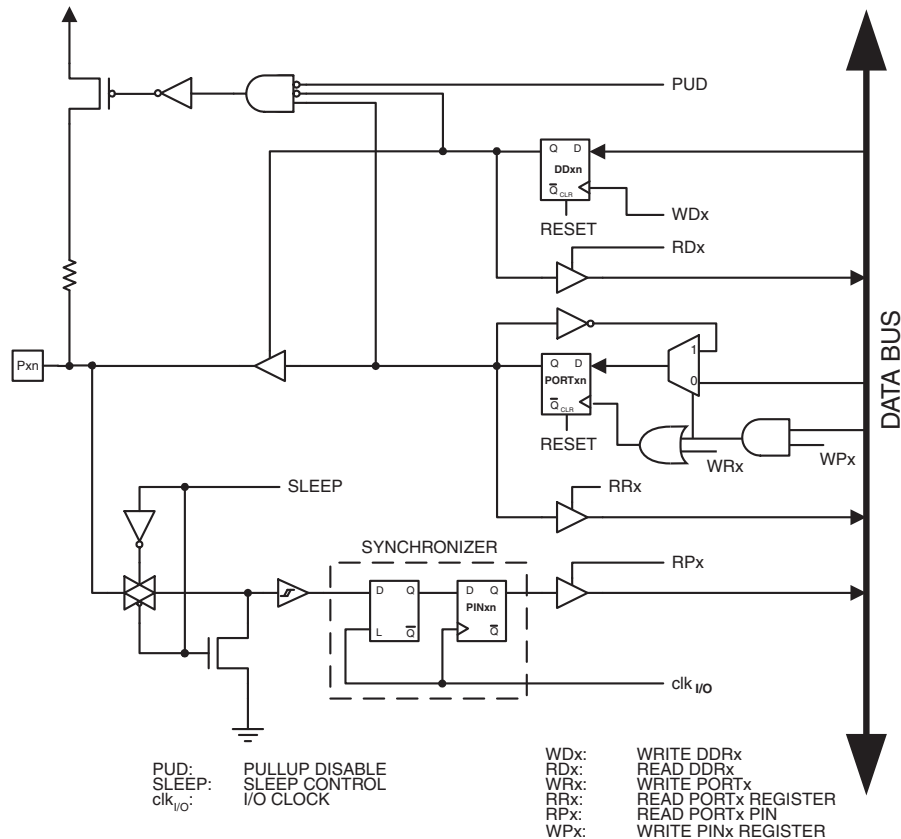 PUD
Q D
DDxn
Q CLR
WDx
RESET
RDx
Pxn
1
Q D
PORTxn
0
Q CLR
RESET
WRx
WPx
DATA BUS
SLEEP
RRx
SYNCHRONIZER
RPx
D Q
D Q
PINxn
L Q
Q
clk I/O
PUD: PULLUP DISABLE
SLEEP: SLEEP CONTROL
clkI/O: I/O CLOCK
WDx: WRITE DDRx
RDx: READ DDRx
WRx: WRITE PORTx
RRx: READ PORTx REGISTER
RPx: READ PORTx PIN
WPx: WRITE PINx REGISTER